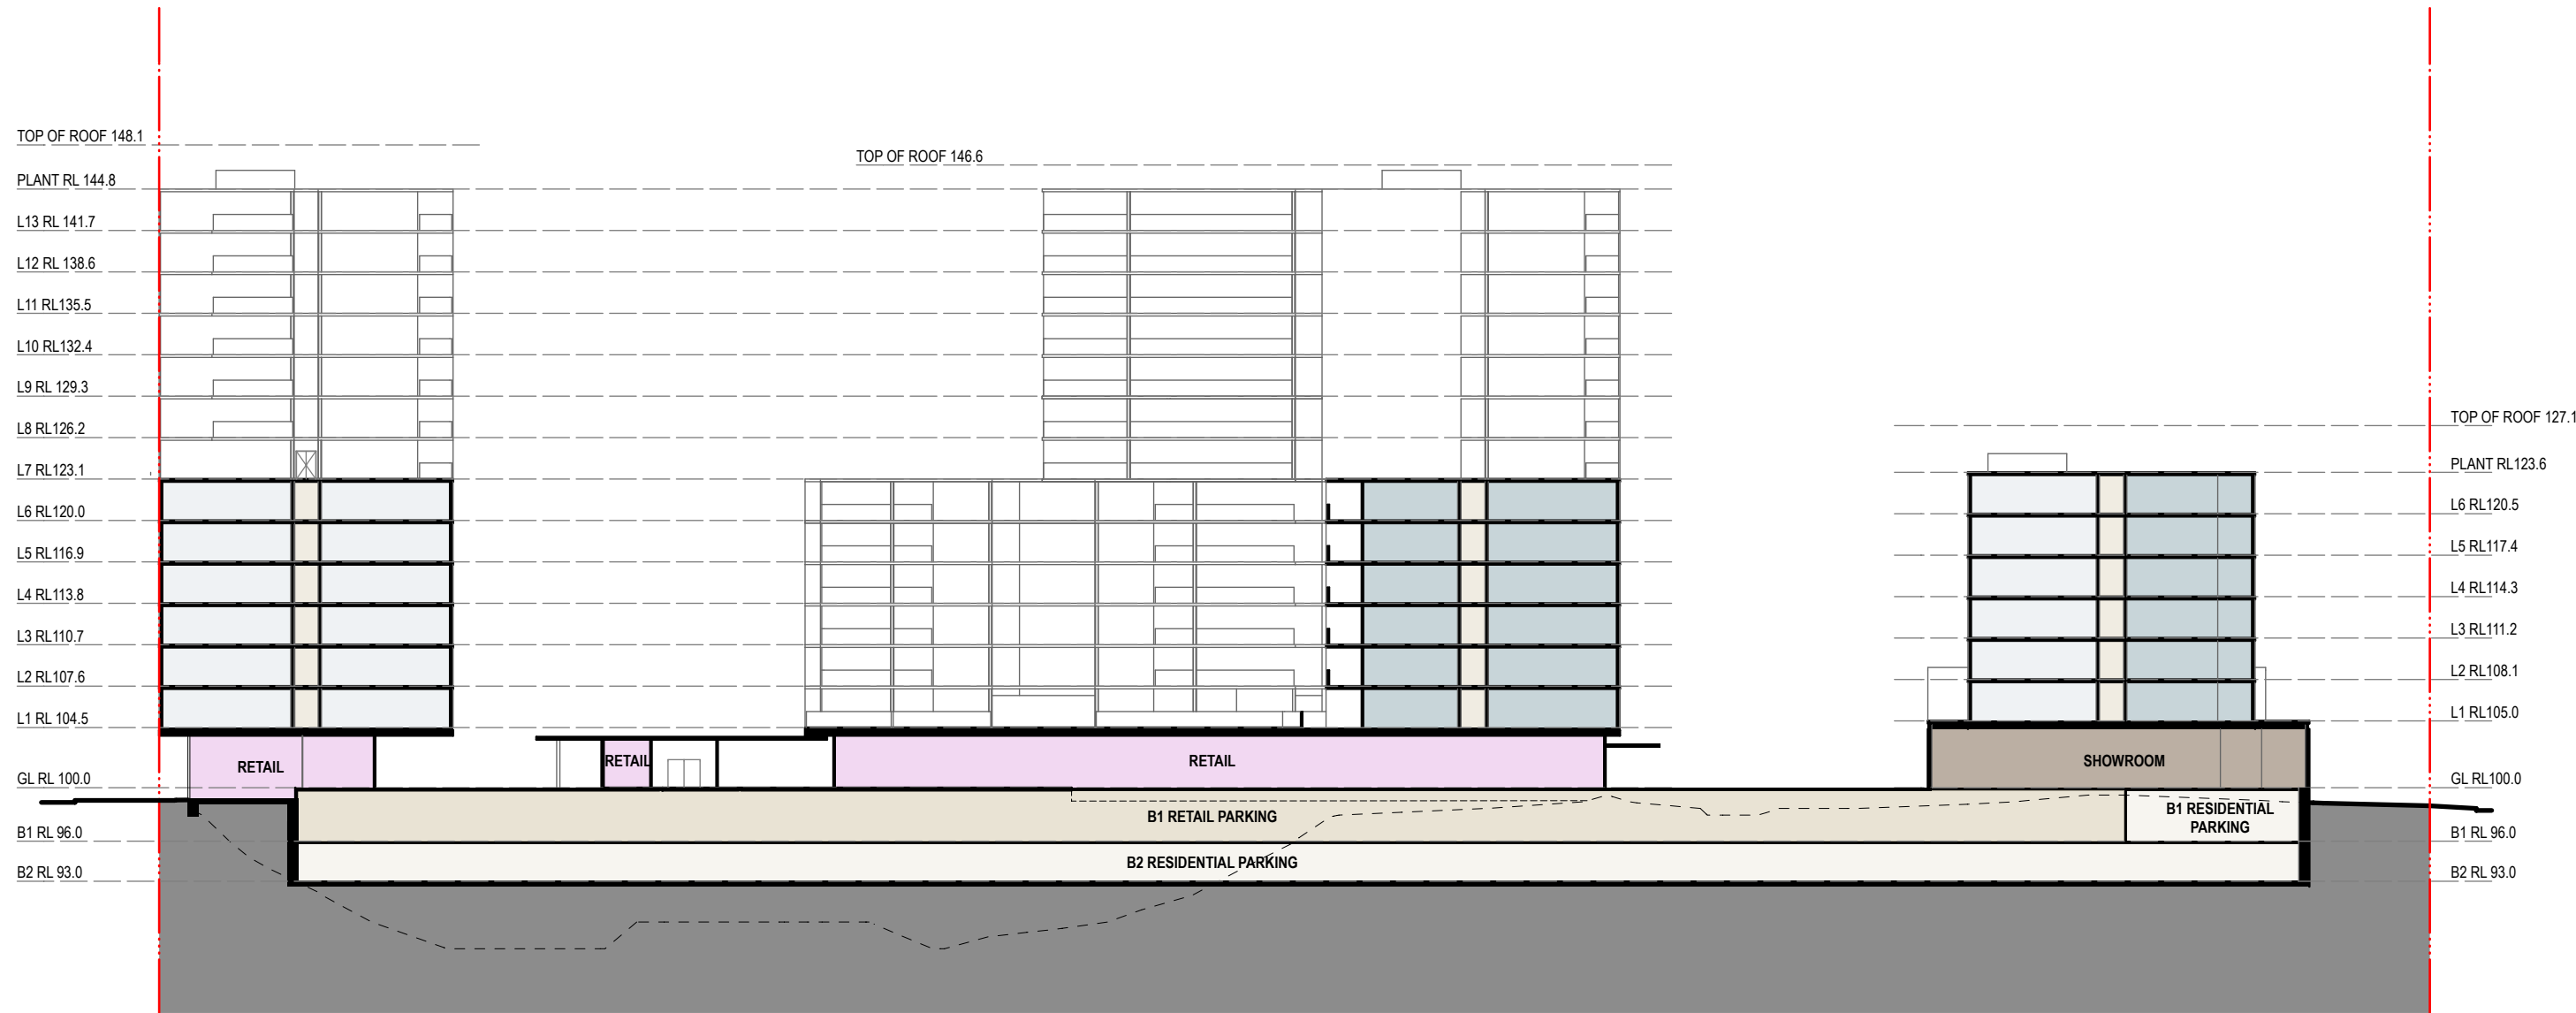 TOP OF ROOF 148.1
PLANT RL 144.8
L13 RL 141.7
L12 RL 138.6
L11 RL135.5
L10 RL132.4
L9 RL 129.3
L8 RL126.2
L7 RL123.1
L6 RL120.0
L5 RL116.9
L4 RL113.8
L3 RL110.7
L2 RL107.6
L1 RL 104.5
GL RL 100.0
B1 RL 96.0
B2 RL 93.0
TOP OF ROOF 146.6
RETAIL
RETAIL
RETAIL
SHOWROOM
B1 RETAIL PARKING
B1 RESIDENTIAL
PARKING
B2 RESIDENTIAL PARKING
TOP OF ROOF 127.1
PLANT RL123.6
L6 RL120.5
L5 RL117.4
L4 RL114.3
L3 RL111.2
L2 RL108.1
L1 RL105.0
GL RL100.0
B1 RL 96.0
B2 RL 93.0